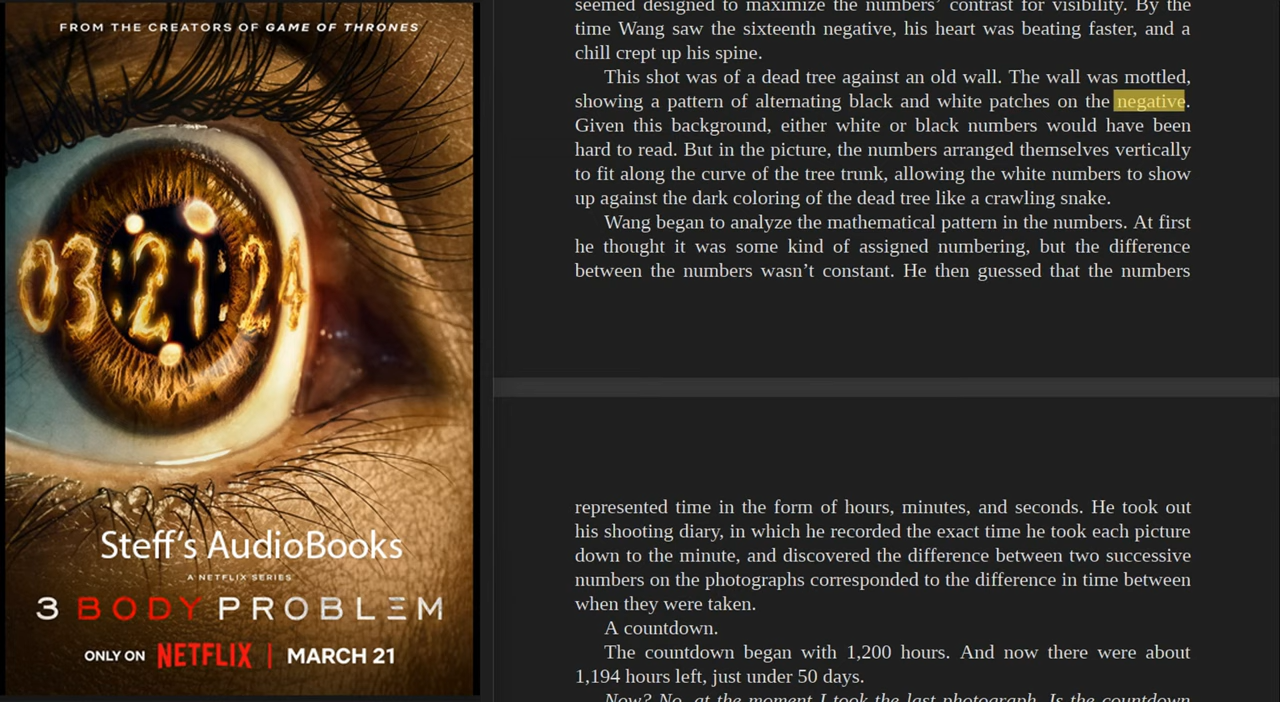 FROM THE CREATORS OF GAME OF THRONES
03:21:24
Steff's AudioBooks
A NETFLIX SERIES
3 BODY PROBLEM
ONLY ON NETFLIX | MARCH 21
seemed designed to maximize the numbers’ contrast for visibility. By the
time Wang saw the sixteenth negative, his heart was beating faster, and a
chill crept up his spine.
This shot was of a dead tree against an old wall. The wall was mottled,
showing a pattern of alternating black and white patches on the negative.
Given this background, either white or black numbers would have been
hard to read. But in the picture, the numbers arranged themselves vertically
to fit along the curve of the tree trunk, allowing the white numbers to show
up against the dark coloring of the dead tree like a crawling snake.
Wang began to analyze the mathematical pattern in the numbers. At first
he thought it was some kind of assigned numbering, but the difference
between the numbers wasn’t constant. He then guessed that the numbers
represented time in the form of hours, minutes, and seconds. He took out
his shooting diary, in which he recorded the exact time he took each picture
down to the minute, and discovered the difference between two successive
numbers on the photographs corresponded to the difference in time between
when they were taken.
A countdown.
The countdown began with 1,200 hours. And now there were about
1,194 hours left, just under 50 days.
Now? No, at the moment I took the last photograph. Is the countdown